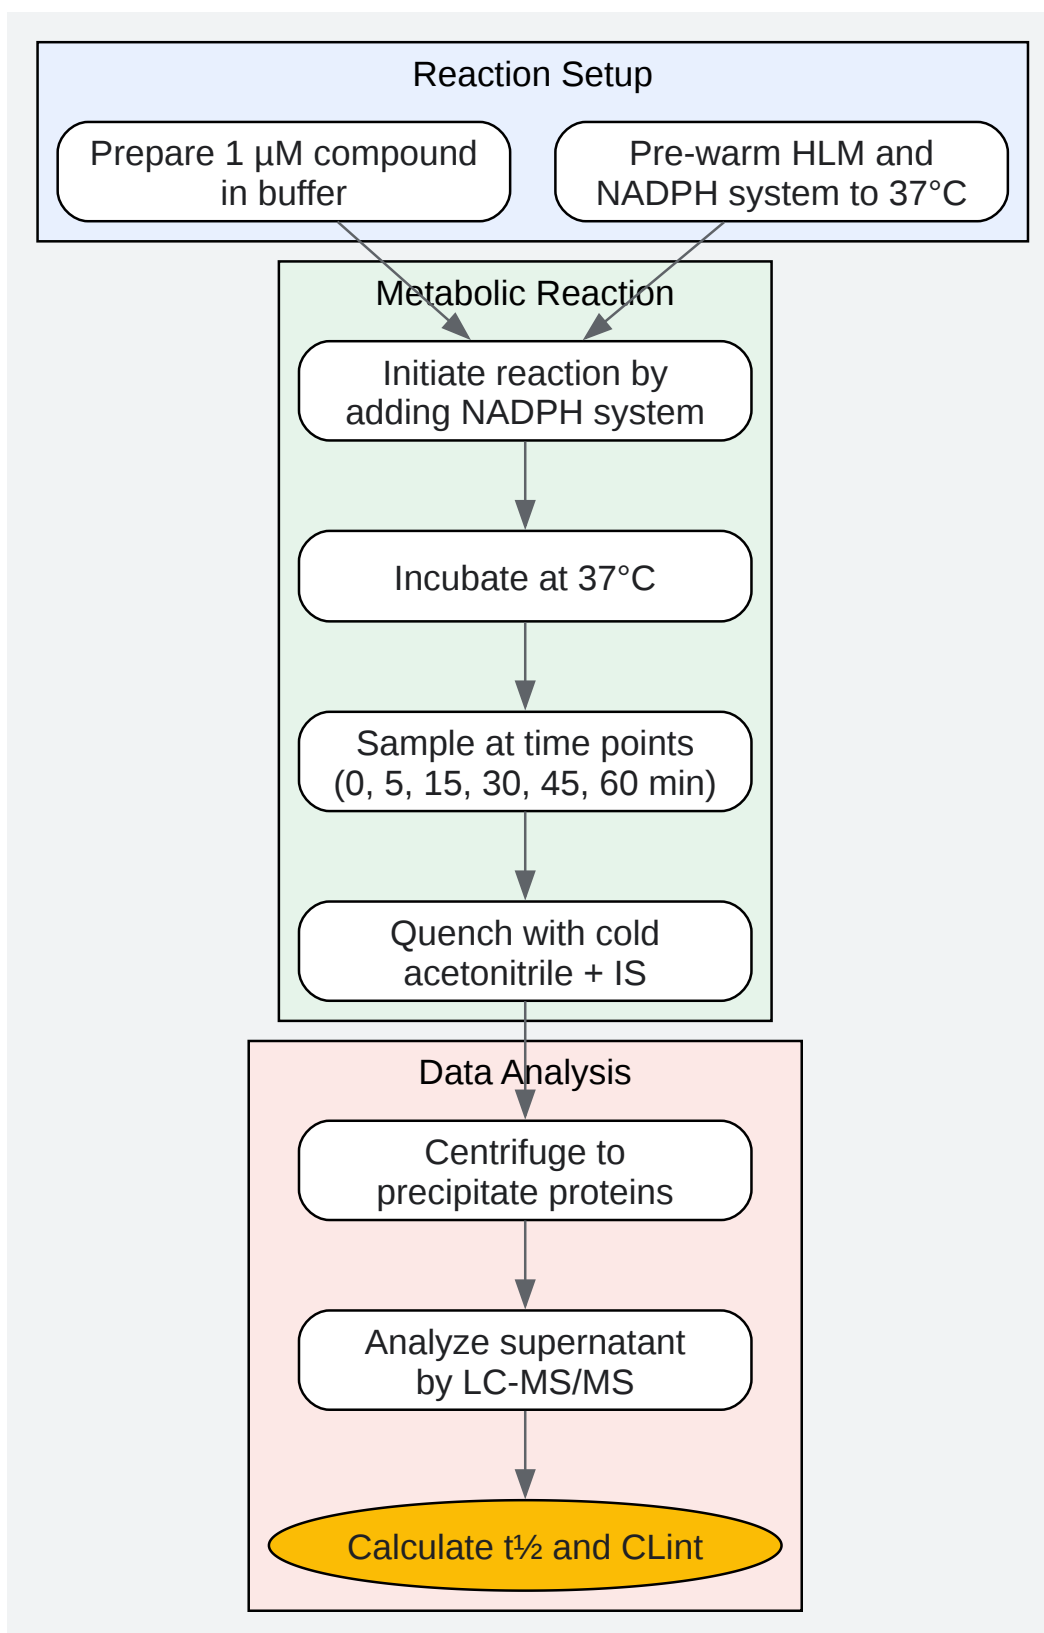 Reaction Setup
Prepare 1 µM compound
in buffer
Pre-warm HLM and
NADPH system to 37°C
Metabolic Reaction
Initiate reaction by
adding NADPH system
Incubate at 37°C
Sample at time points
(0, 5, 15, 30, 45, 60 min)
Quench with cold
acetonitrile + IS
Data Analysis
Centrifuge to
precipitate proteins
Analyze supernatant
by LC-MS/MS
Calculate t½ and CLint